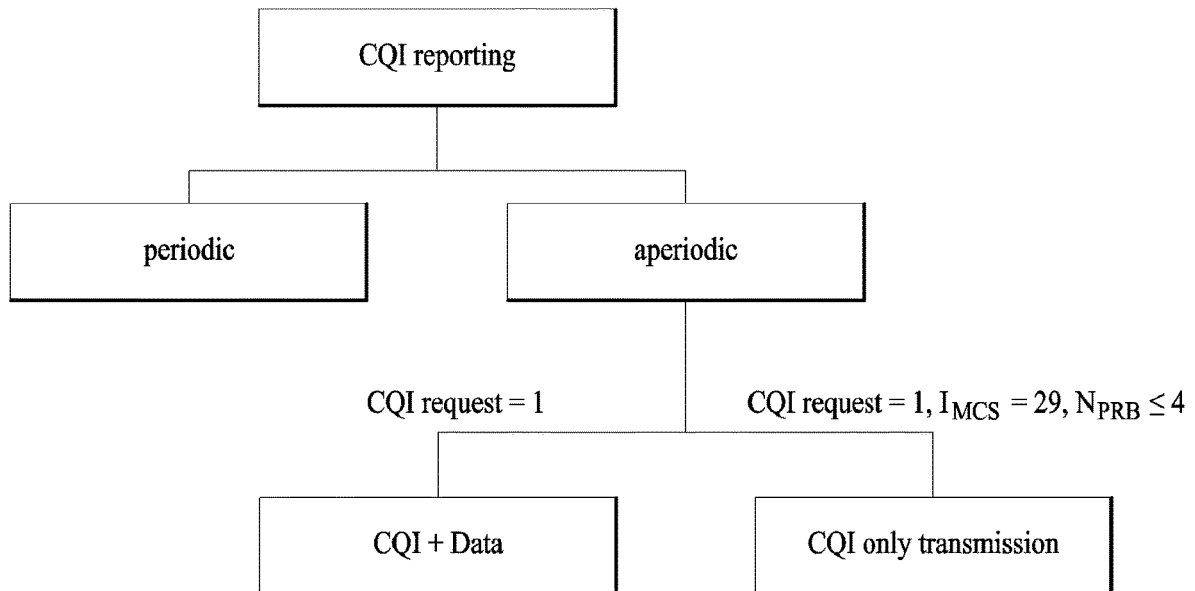 CQI reporting
periodic
aperiodic
CQI request = 1
CQI request = 1, I_MCS = 29, N_PRB ≤ 4
CQI + Data
CQI only transmission